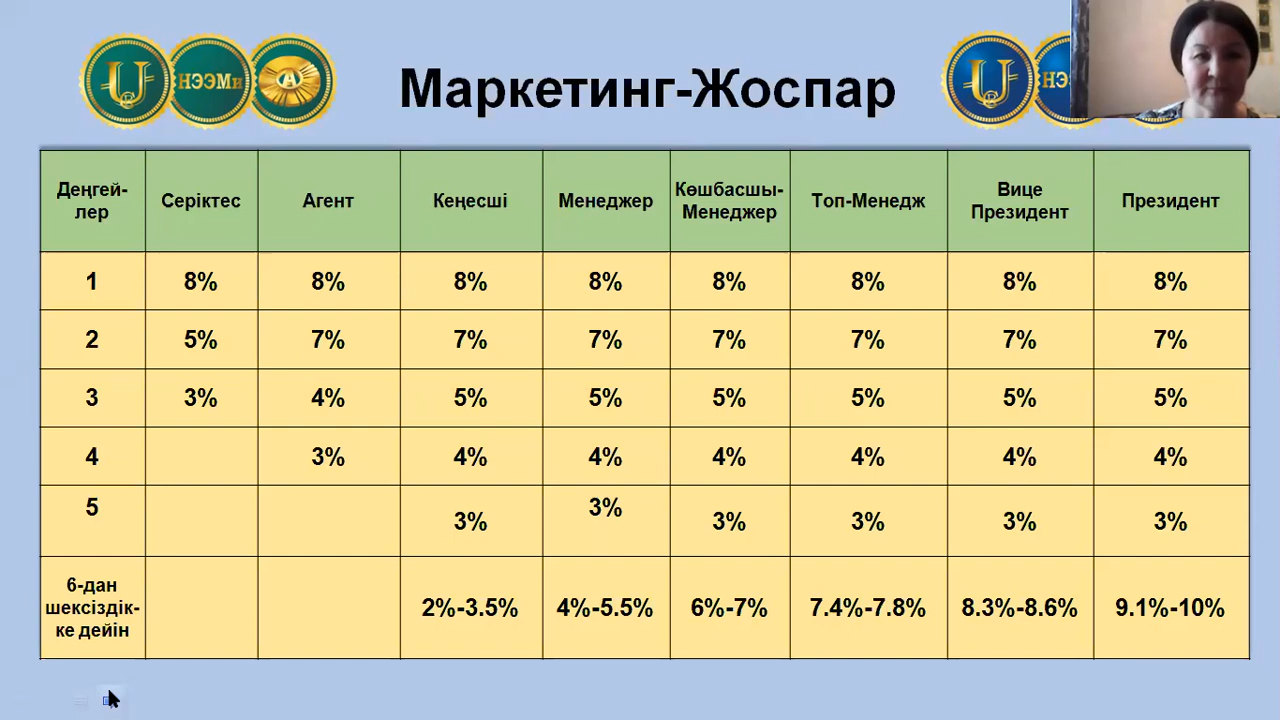 НЭЭМи
Маркетинг-Жоспар
Деңгей-
лер
Серіктес
Агент
Кеңесші
Менеджер
Көшбасшы-
Менеджер
Топ-Менедж
Вице
Президент
Президент
1 8% 8% 8% 8% 8% 8% 8% 8%
2 5% 7% 7% 7% 7% 7% 7% 7%
3 3% 4% 5% 5% 5% 5% 5% 5%
4 3% 4% 4% 4% 4% 4% 4%
5 3% 3% 3% 3% 3% 3%
6-дан
шексіздік-
ке дейін
2%-3.5% 4%-5.5% 6%-7% 7.4%-7.8% 8.3%-8.6% 9.1%-10%